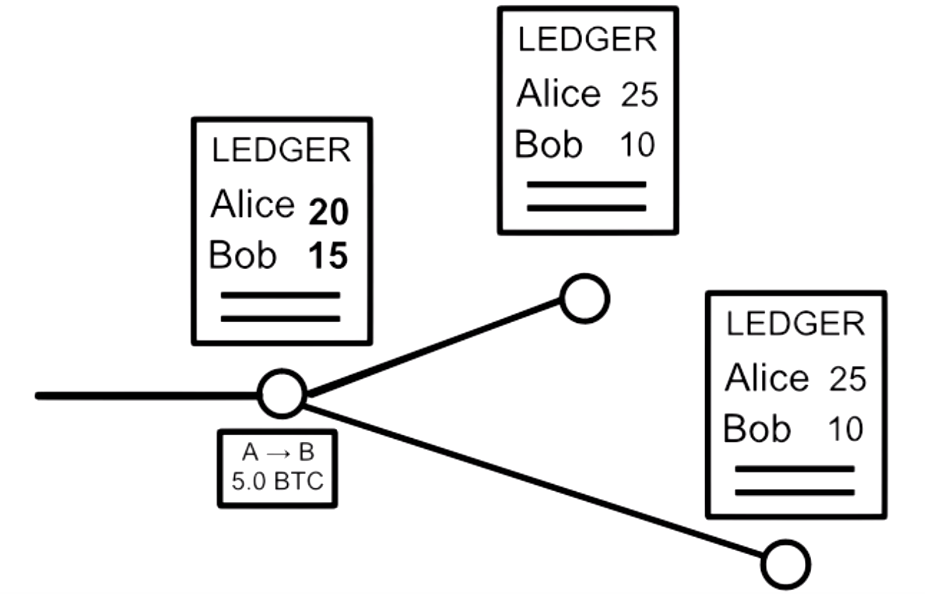 LEDGER
Alice 20
Bob 15
A → B
5.0 BTC
LEDGER
Alice 25
Bob 10
LEDGER
Alice 25
Bob 10